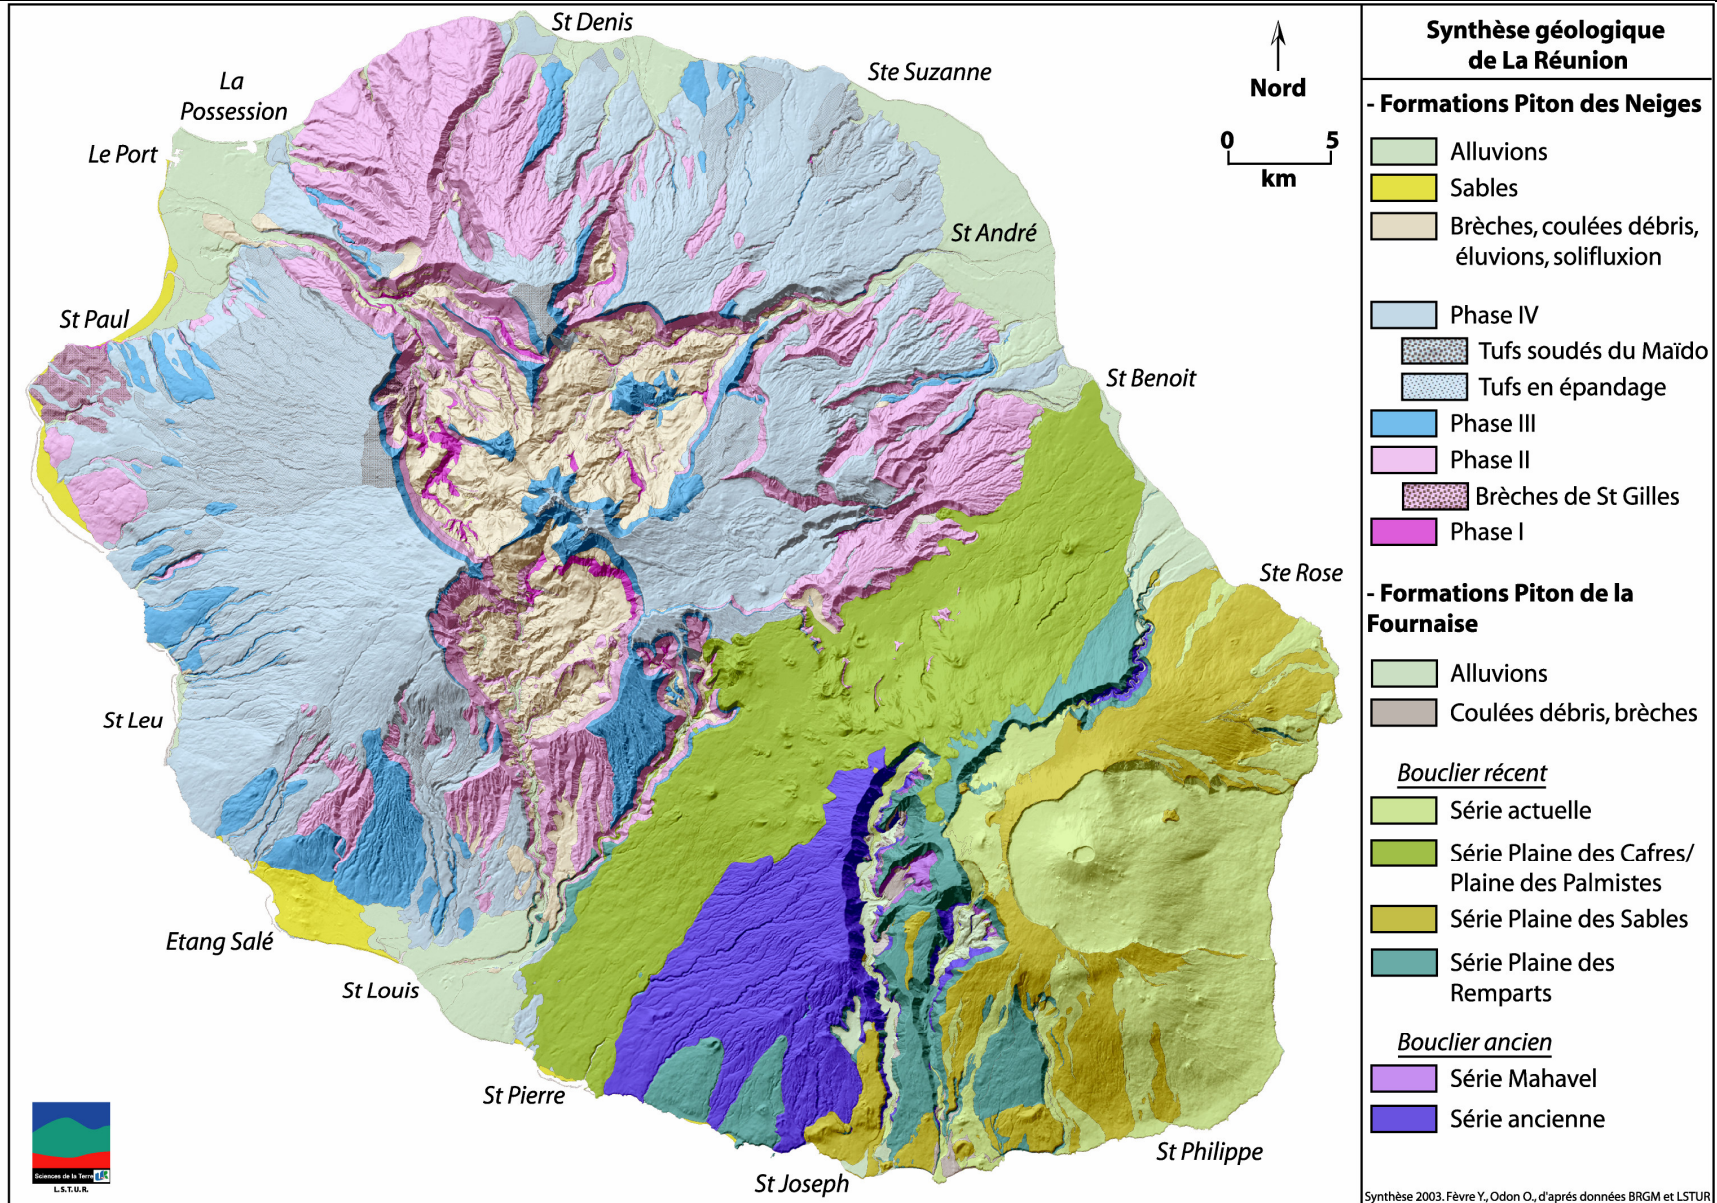 St Denis
Ste Suzanne
La
Possession
Le Port
St André
St Paul
St Benoit
Ste Rose
St Leu
Etang Salé
St Louis
St Pierre
St Joseph
St Philippe
Nord
0 5
km
Sciences de la Terre
L.S.T.U.R.
Synthèse géologique
de La Réunion
- Formations Piton des Neiges
Alluvions
Sables
Brèches, coulées débris,
éluvions, solifluxion
Phase IV
Tufs soudés du Maïdo
Tufs en épandage
Phase III
Phase II
Brèches de St Gilles
Phase I
- Formations Piton de la
Fournaise
Alluvions
Coulées débris, brèches
Bouclier récent
Série actuelle
Série Plaine des Cafres/
Plaine des Palmistes
Série Plaine des Sables
Série Plaine des
Remparts
Bouclier ancien
Série Mahavel
Série ancienne
Synthèse 2003. Fèvre Y., Odon O., d'aprés données BRGM et LSTUR